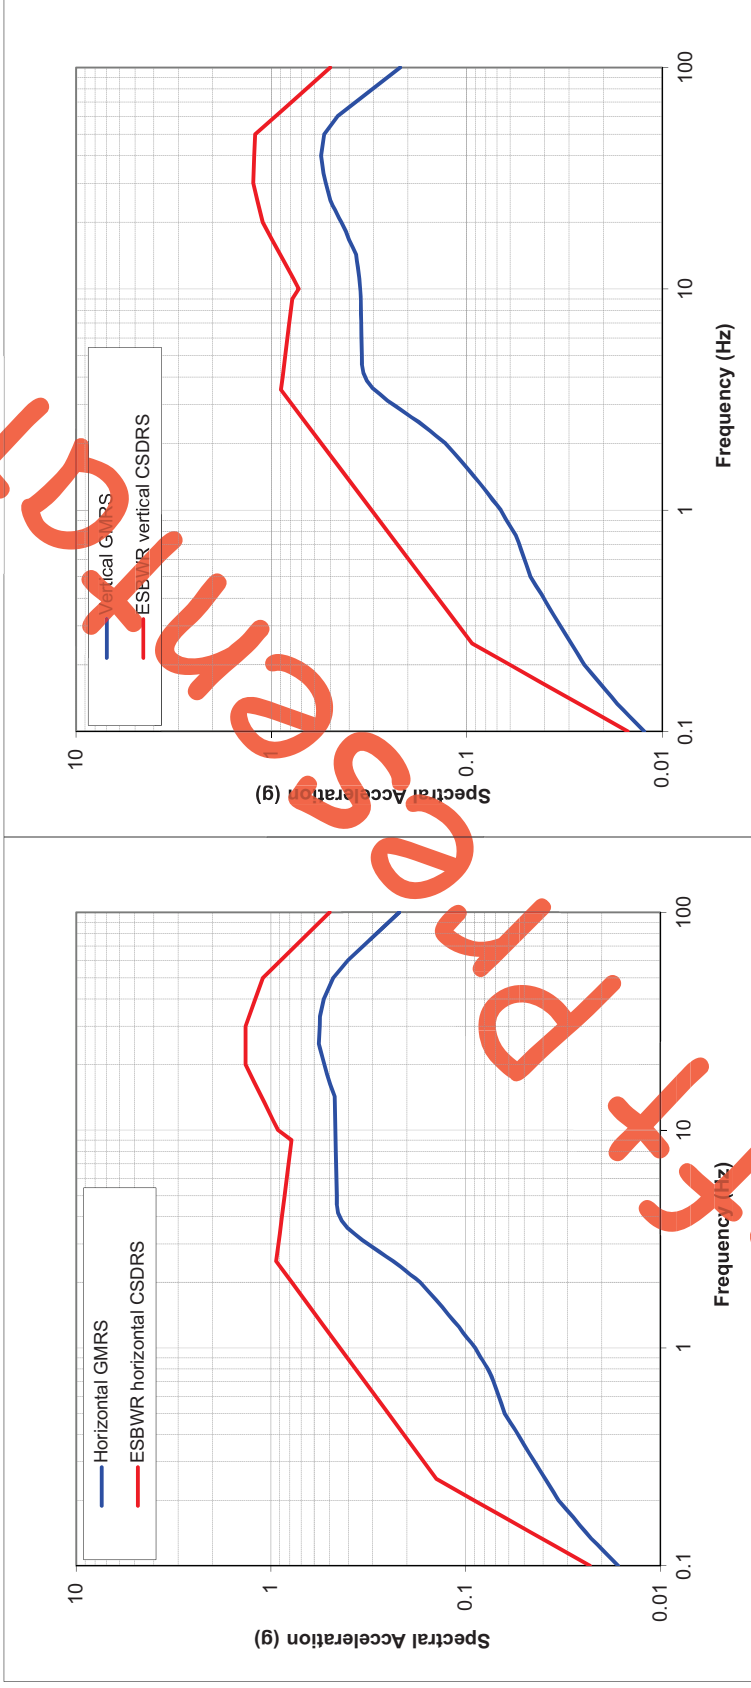 10
1
0.1
0.01
Spectral Acceleration (g)
Horizontal GMRS
ESBWR horizontal CSDRS
0.1
1
10
100
Frequency (Hz)
10
1
0.1
0.01
Spectral Acceleration (g)
Vertical GMRS
ESBWR vertical CSDRS
0.1
1
10
100
Frequency (Hz)
ft Presenta